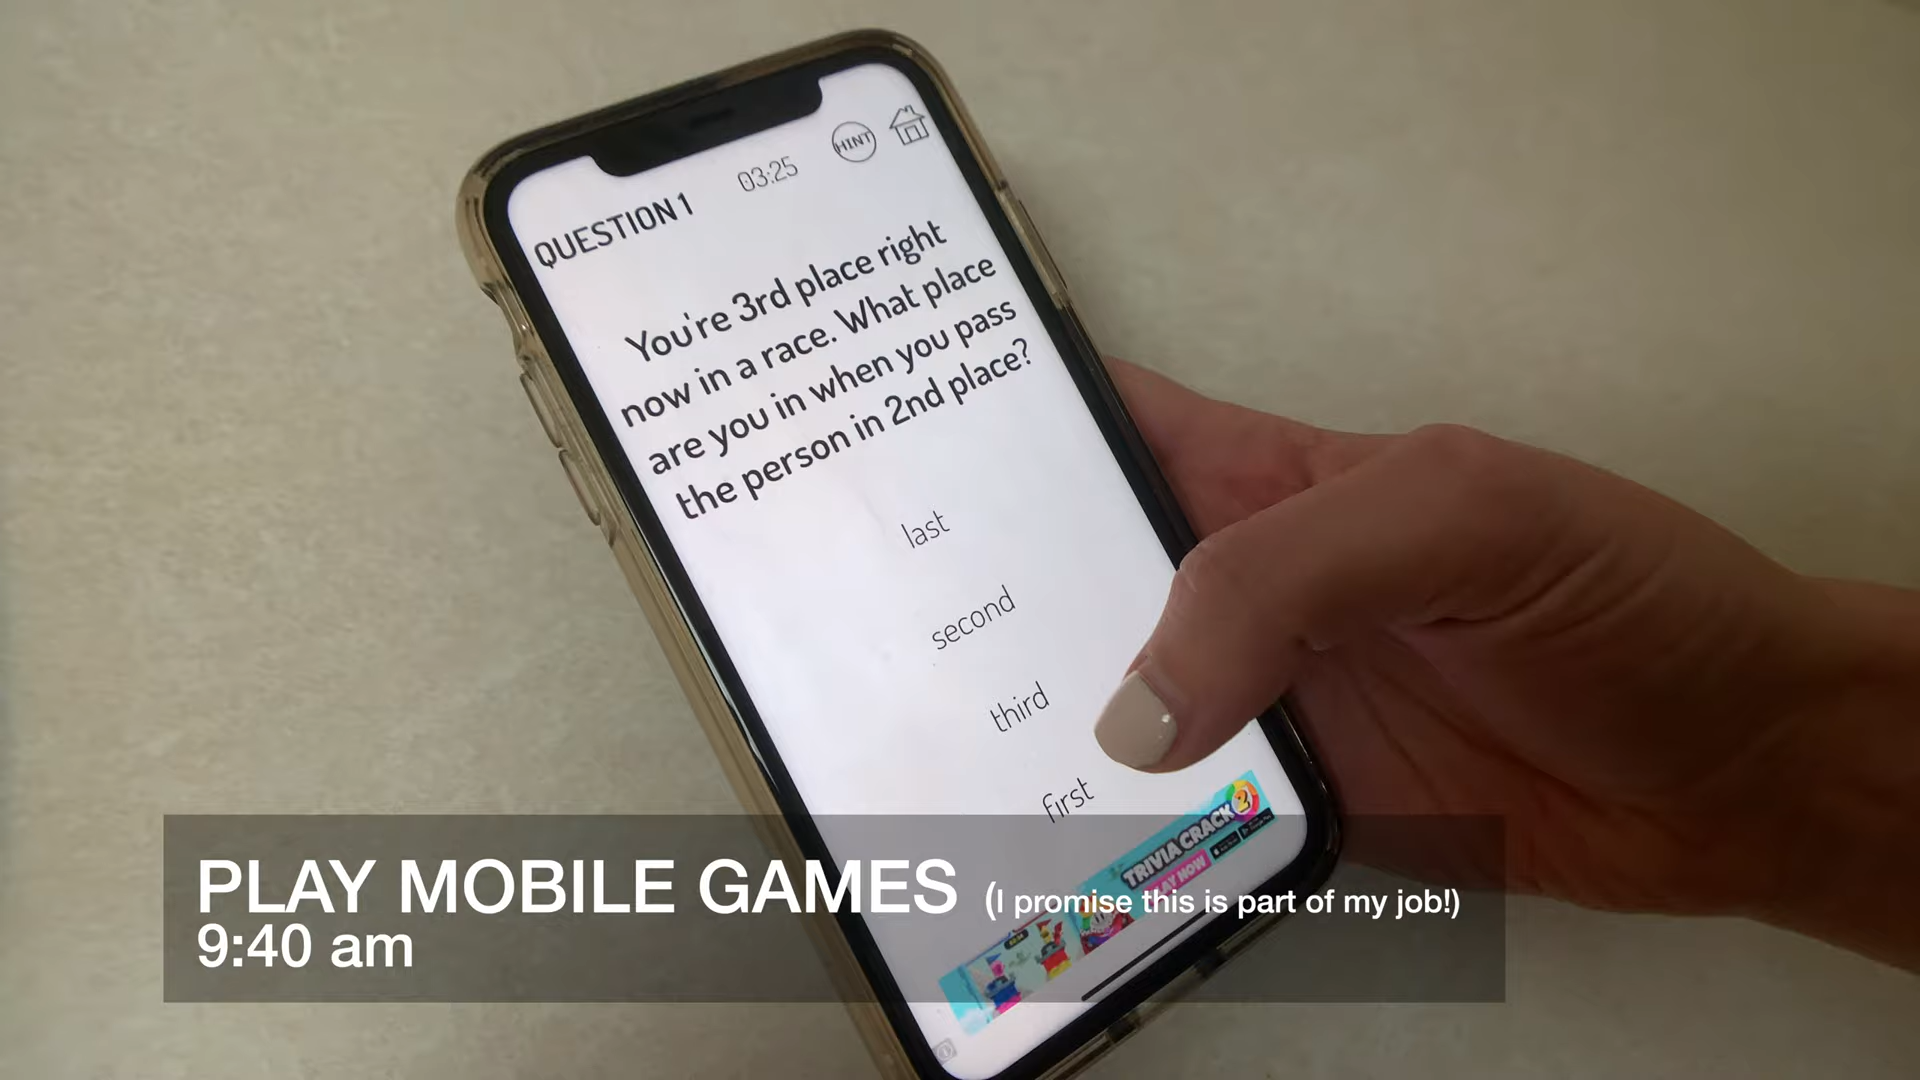 HINT
03:25
QUESTION 1
You're 3rd place right
now in a race. What place
are you in when you pass
the person in 2nd place?
last
second
third
first
TRIVIA CRACK 2
PLAY NOW
PLAY MOBILE GAMES (I promise this is part of my job!)
9:40 am